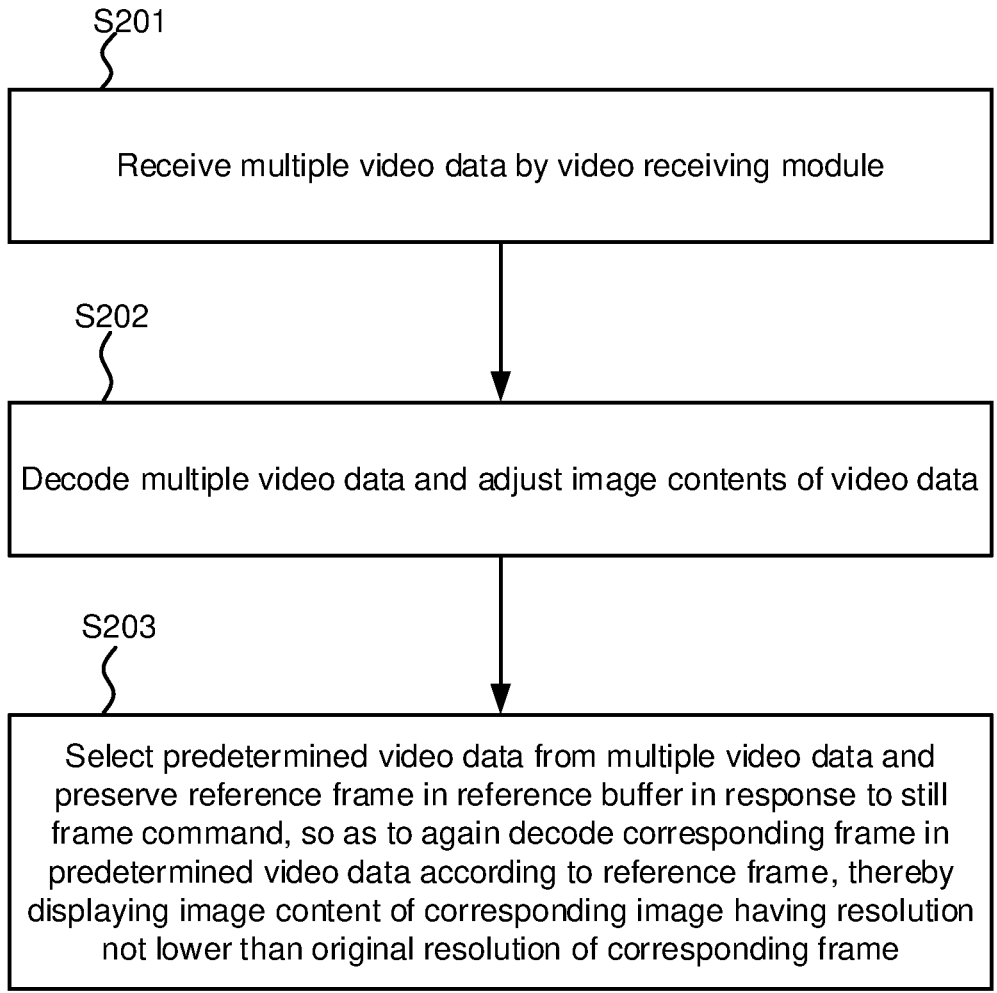 S201
Receive multiple video data by video receiving module
S202
Decode multiple video data and adjust image contents of video data
S203
Select predetermined video data from multiple video data and
preserve reference frame in reference buffer in response to still
frame command, so as to again decode corresponding frame in
predetermined video data according to reference frame, thereby
displaying image content of corresponding image having resolution
not lower than original resolution of corresponding frame